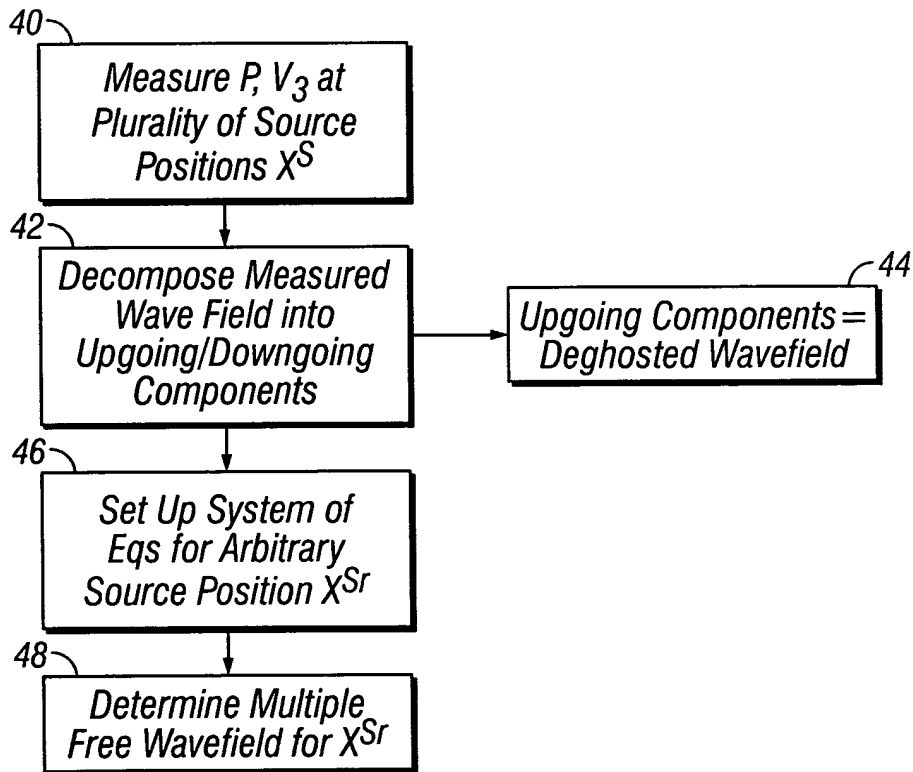 40
Measure P, V3 at
Plurality of Source
Positions X^S
42
Decompose Measured
Wave Field into
Upgoing/Downgoing
Components
44
Upgoing Components =
Deghosted Wavefield
46
Set Up System of
Eqs for Arbitrary
Source Position X^Sr
48
Determine Multiple
Free Wavefield for X^Sr